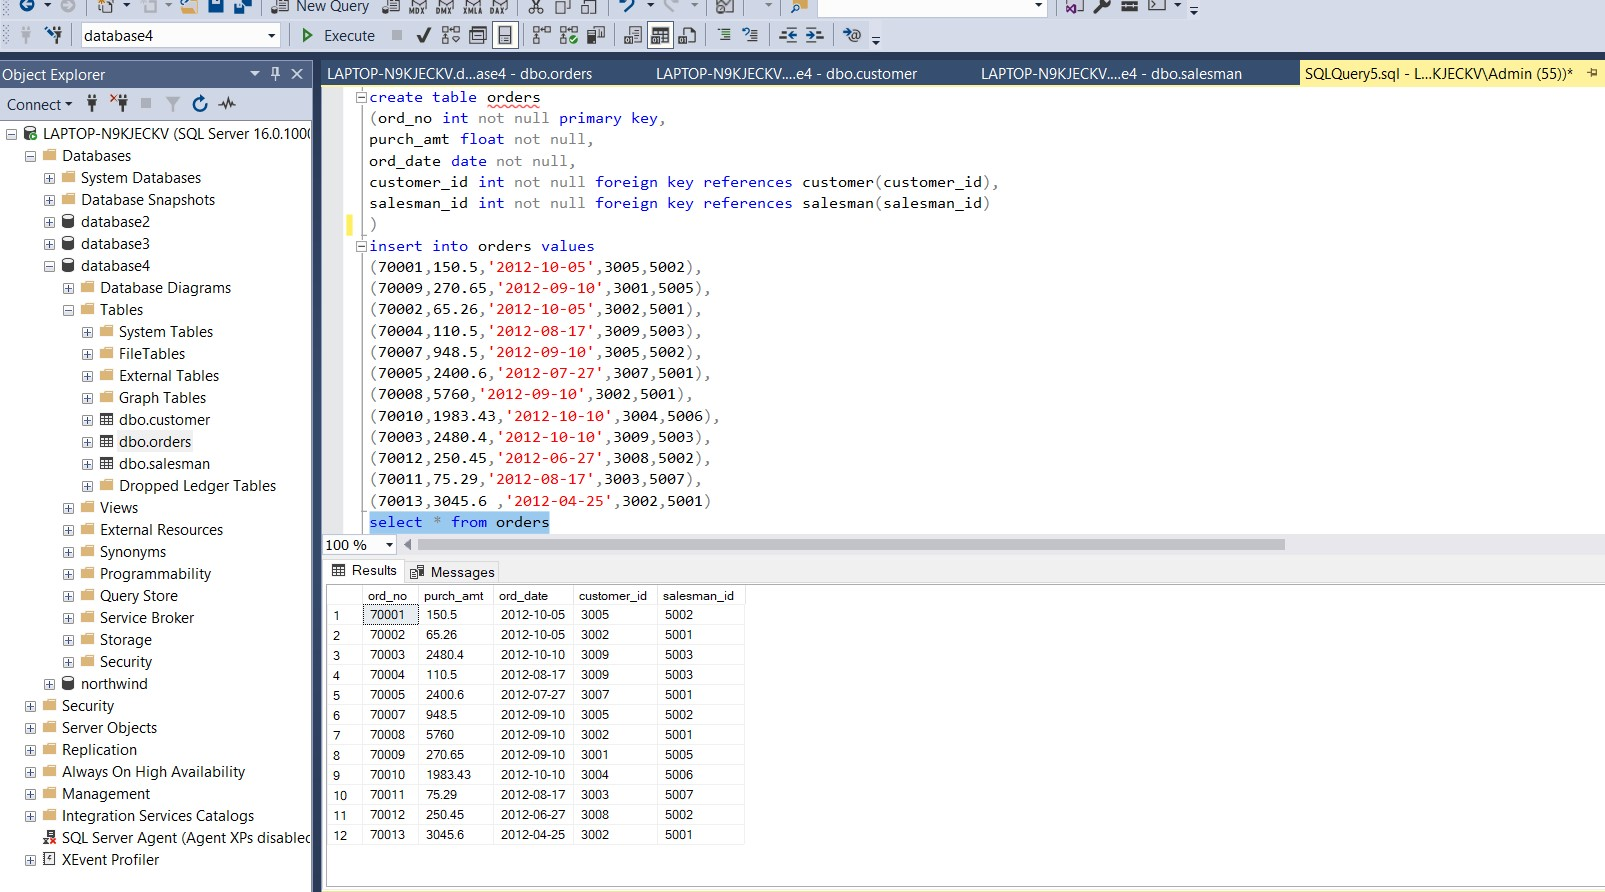 New Query
MDX
DMX
XMLA
DAX
database4
Execute
Object Explorer
Connect
LAPTOP-N9KJECKV (SQL Server 16.0.100
Databases
System Databases
Database Snapshots
database2
database3
database4
Database Diagrams
Tables
System Tables
FileTables
External Tables
Graph Tables
dbo.customer
dbo.orders
dbo.salesman
Dropped Ledger Tables
Views
External Resources
Synonyms
Programmability
Query Store
Service Broker
Storage
Security
northwind
Security
Server Objects
Replication
Always On High Availability
Management
Integration Services Catalogs
SQL Server Agent (Agent XPs disabled
XEvent Profiler
LAPTOP-N9KJECKV.d...ase4 - dbo.orders
LAPTOP-N9KJECKV....e4 - dbo.customer
LAPTOP-N9KJECKV....e4 - dbo.salesman
SQLQuery5.sql - L...KJECKV\Admin (55))*
create table orders
(ord_no int not null primary key,
purch_amt float not null,
ord_date date not null,
customer_id int not null foreign key references customer(customer_id),
salesman_id int not null foreign key references salesman(salesman_id)
)
insert into orders values
(70001,150.5,'2012-10-05',3005,5002),
(70009,270.65,'2012-09-10',3001,5005),
(70002,65.26,'2012-10-05',3002,5001),
(70004,110.5,'2012-08-17',3009,5003),
(70007,948.5,'2012-09-10',3005,5002),
(70005,2400.6,'2012-07-27',3007,5001),
(70008,5760,'2012-09-10',3002,5001),
(70010,1983.43,'2012-10-10',3004,5006),
(70003,2480.4,'2012-10-10',3009,5003),
(70012,250.45,'2012-06-27',3008,5002),
(70011,75.29,'2012-08-17',3003,5007),
(70013,3045.6 ,'2012-04-25',3002,5001)
select * from orders
100 %
Results Messages
ord_no purch_amt ord_date customer_id salesman_id
1 70001 150.5 2012-10-05 3005 5002
2 70002 65.26 2012-10-05 3002 5001
3 70003 2480.4 2012-10-10 3009 5003
4 70004 110.5 2012-08-17 3009 5003
5 70005 2400.6 2012-07-27 3007 5001
6 70007 948.5 2012-09-10 3005 5002
7 70008 5760 2012-09-10 3002 5001
8 70009 270.65 2012-09-10 3001 5005
9 70010 1983.43 2012-10-10 3004 5006
10 70011 75.29 2012-08-17 3003 5007
11 70012 250.45 2012-06-27 3008 5002
12 70013 3045.6 2012-04-25 3002 5001